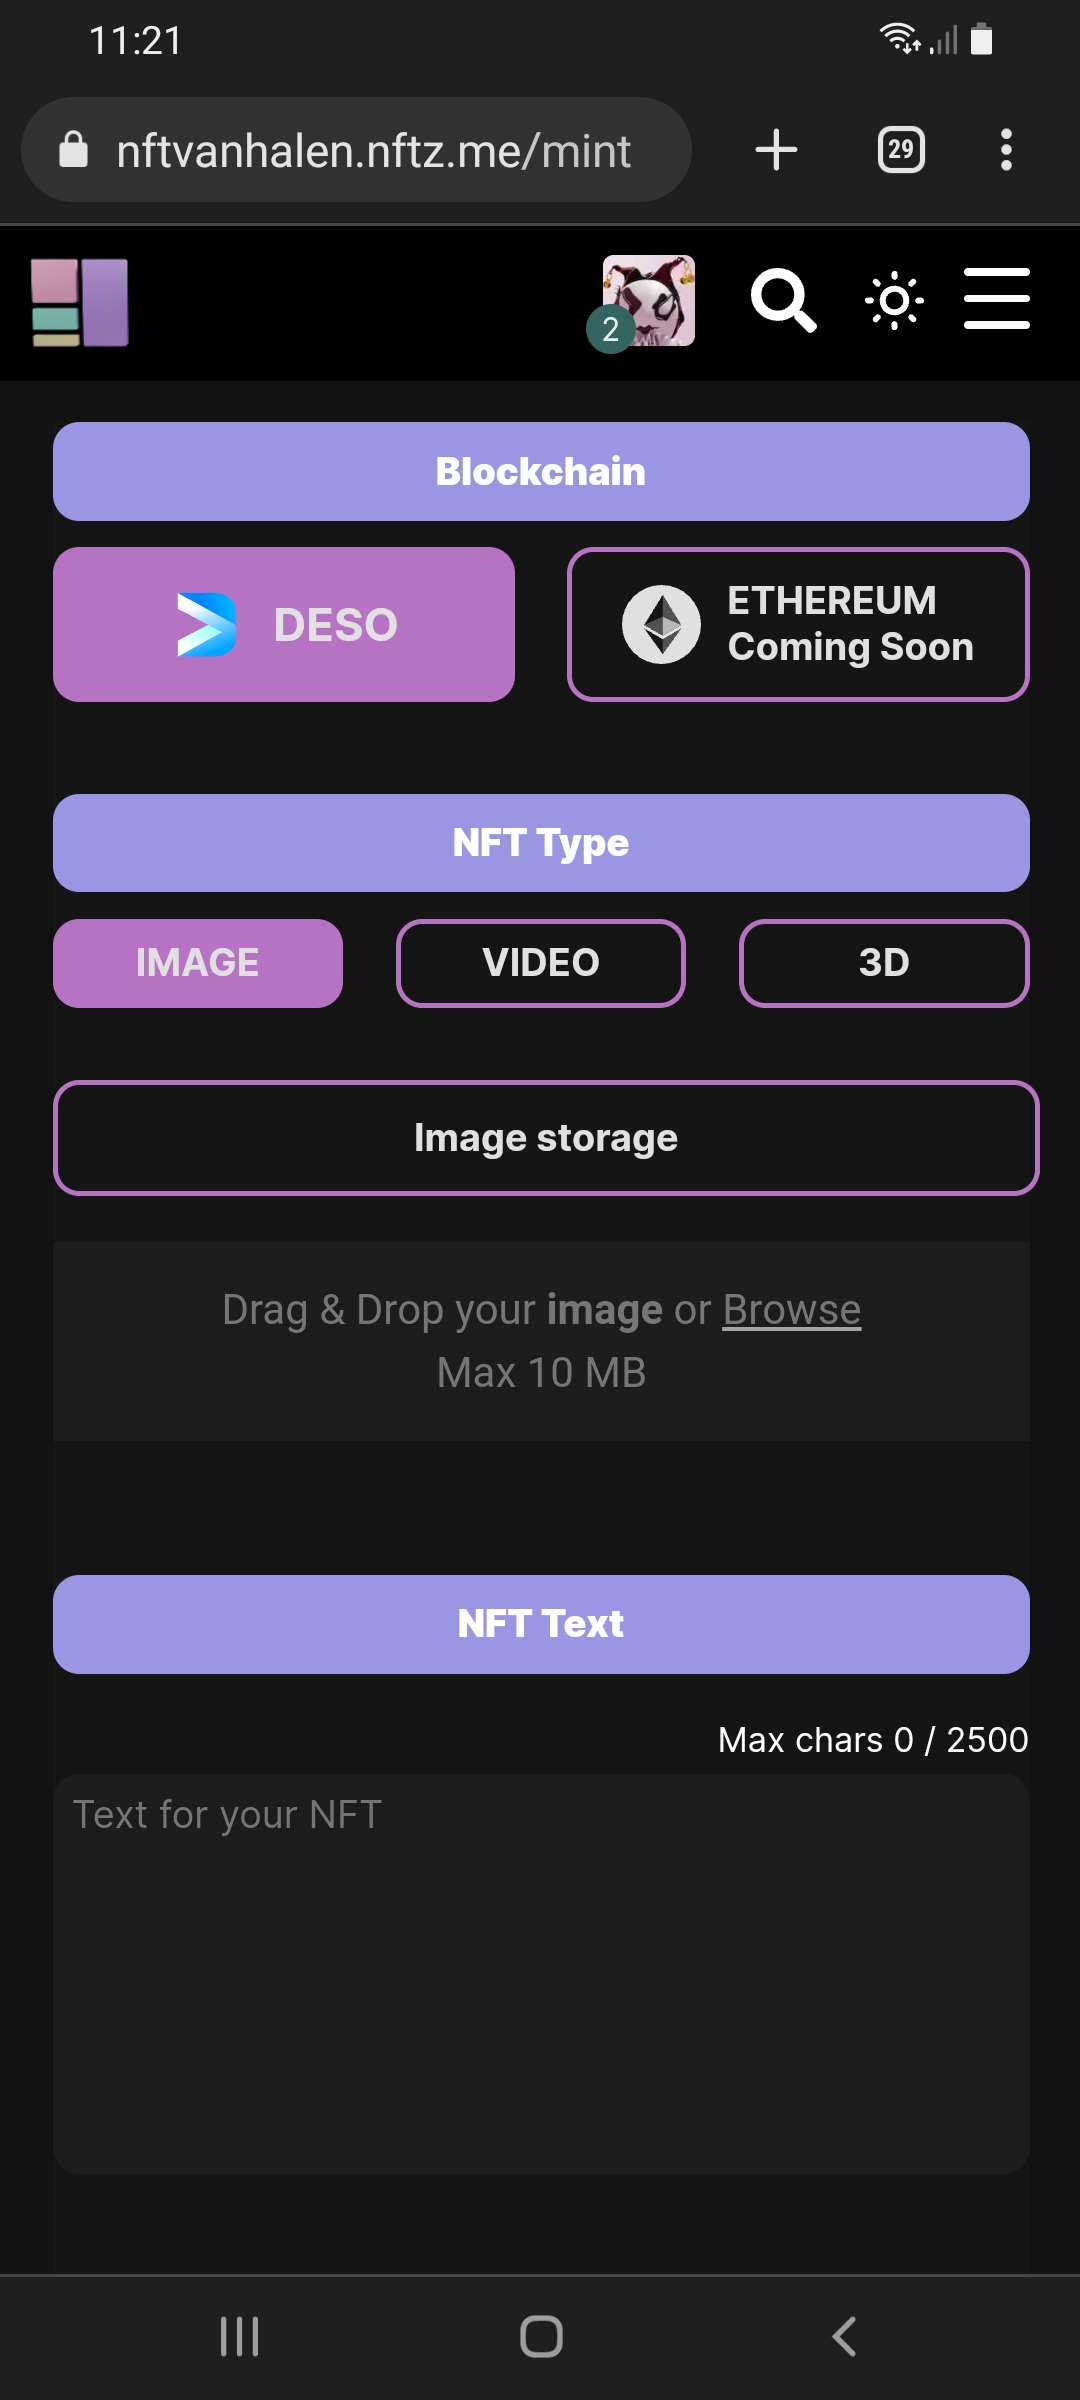 11:21
nftvanhalen.nftz.me/mint
29
2
Blockchain
DESO
ETHEREUM
Coming Soon
NFT Type
IMAGE
VIDEO
3D
Image storage
Drag & Drop your image or Browse
Max 10 MB
NFT Text
Max chars 0 / 2500
Text for your NFT